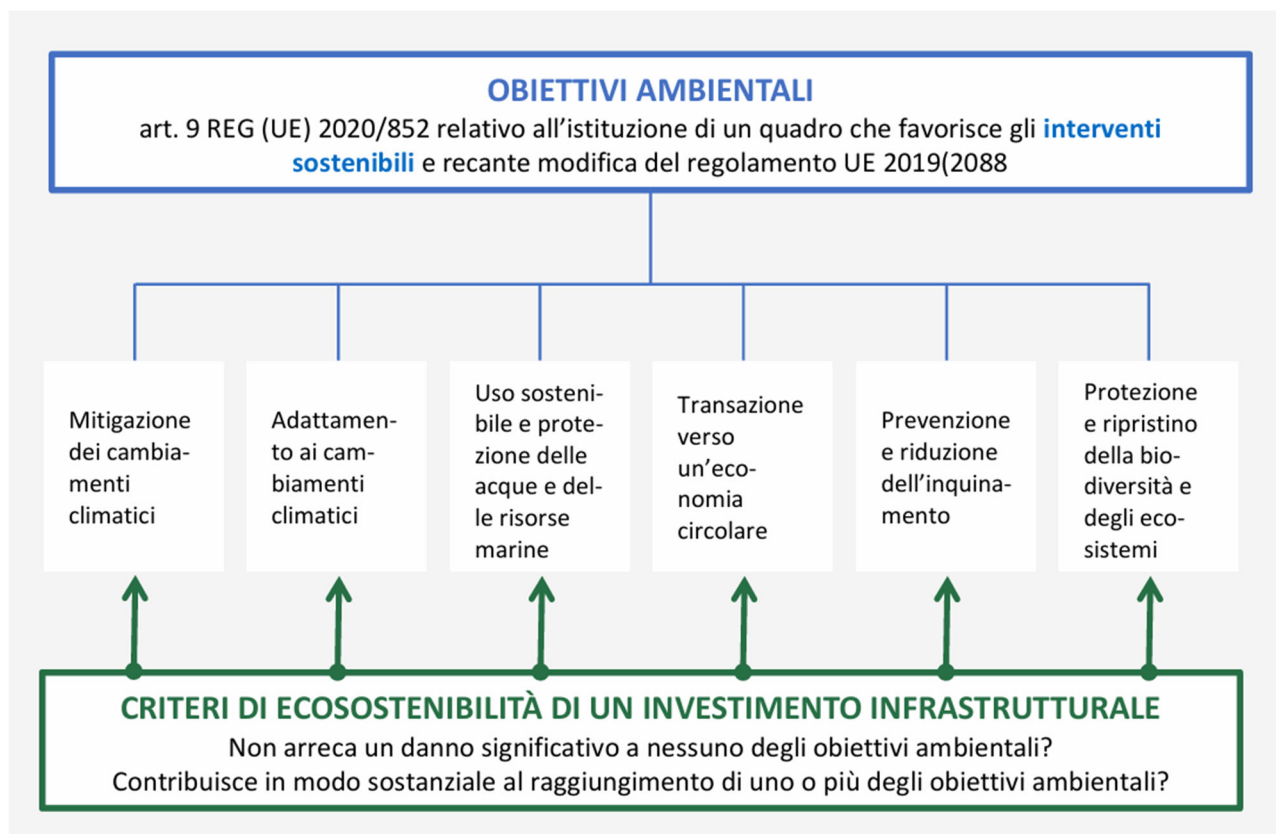 OBIETTIVI AMBIENTALI
art. 9 REG (UE) 2020/852 relativo all’istituzione di un quadro che favorisce gli interventi
sostenibili e recante modifica del regolamento UE 2019(2088
Mitigazione
dei cambia-
menti
climatici
Adattamen-
to ai cam-
biamenti
climatici
Uso sosteni-
bile e prote-
zione delle
acque e del-
le risorse
marine
Transazione
verso
un’eco-
nomia
circolare
Prevenzione
e riduzione
dell’inquina-
mento
Protezione
e ripristino
della bio-
diversità e
degli eco-
sistemi
CRITERI DI ECOSOSTENIBILITÀ DI UN INVESTIMENTO INFRASTRUTTURALE
Non arreca un danno significativo a nessuno degli obiettivi ambientali?
Contribuisce in modo sostanziale al raggiungimento di uno o più degli obiettivi ambientali?